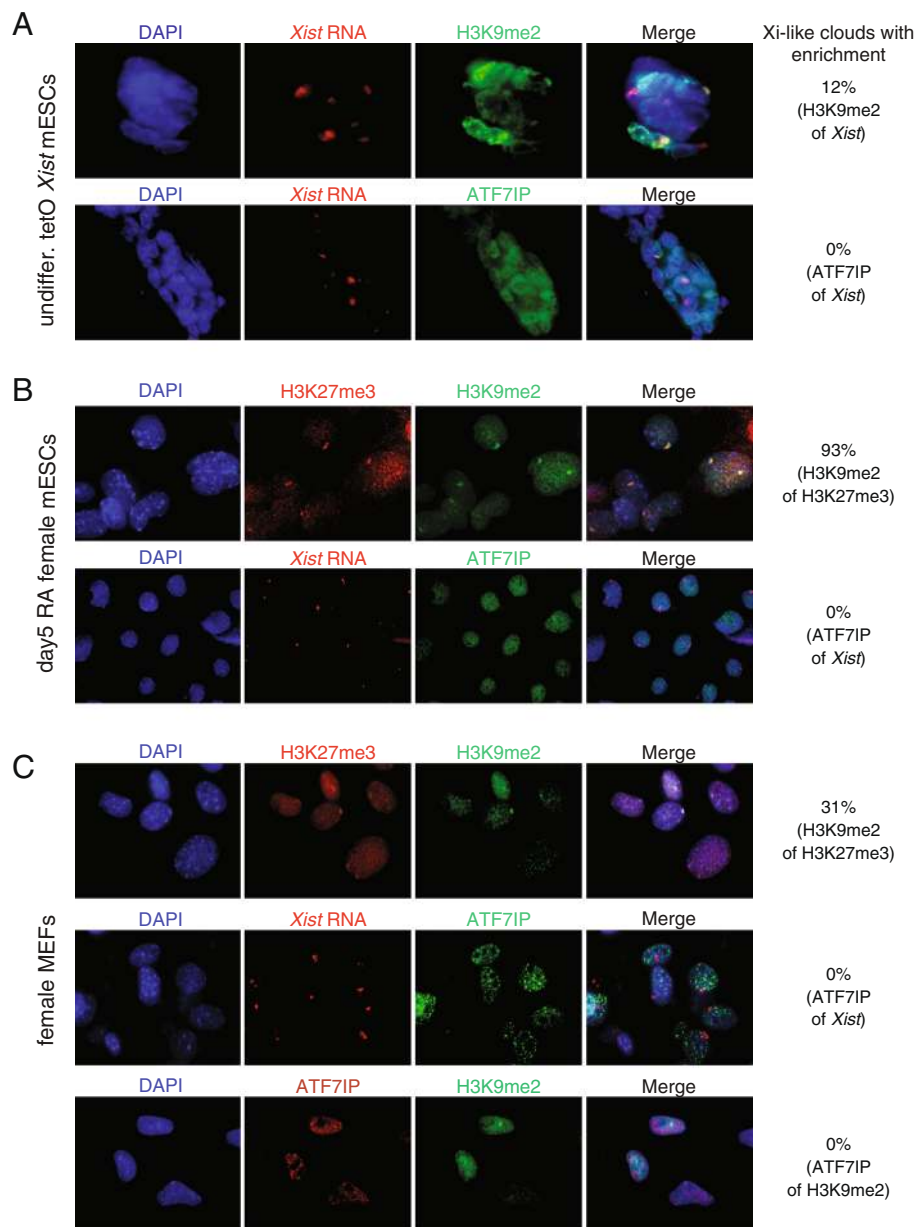 A
DAPI
Xist RNA
H3K9me2
Merge
Xi-like clouds with
enrichment
undiffer. tetO Xist mESCs
12%
(H3K9me2
of Xist)
DAPI
Xist RNA
ATF7IP
Merge
0%
(ATF7IP
of Xist)
B
DAPI
H3K27me3
H3K9me2
Merge
day5 RA female mESCs
93%
(H3K9me2
of H3K27me3)
DAPI
Xist RNA
ATF7IP
Merge
0%
(ATF7IP
of Xist)
C
DAPI
H3K27me3
H3K9me2
Merge
female MEFs
31%
(H3K9me2
of H3K27me3)
DAPI
Xist RNA
ATF7IP
Merge
0%
(ATF7IP
of Xist)
DAPI
ATF7IP
H3K9me2
Merge
0%
(ATF7IP
of H3K9me2)